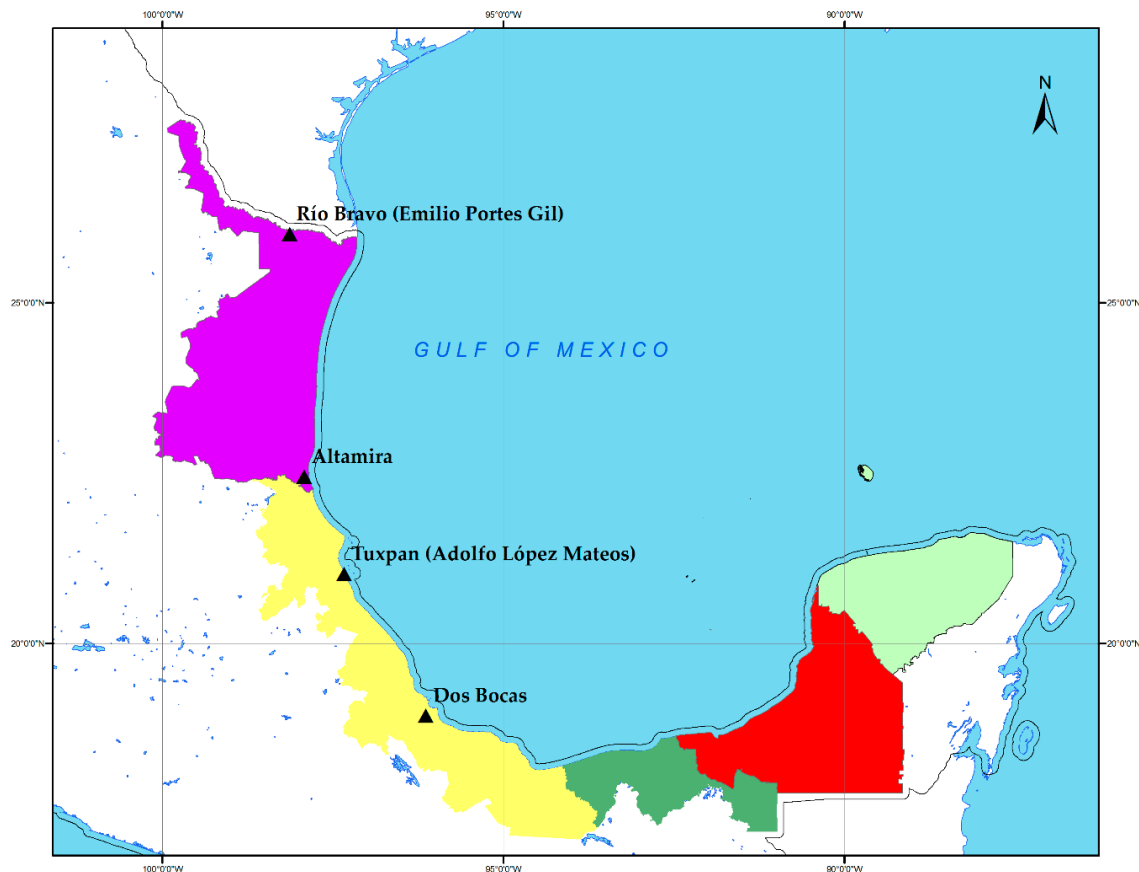 100°0'0"W 95°0'0"W 90°0'0"W
N
Río Bravo (Emilio Portes Gil)
25°0'0"N 25°0'0"N
GULF OF MEXICO
Altamira
Tuxpan (Adolfo López Mateos)
20°0'0"N 20°0'0"N
Dos Bocas
100°0'0"W 95°0'0"W 90°0'0"W